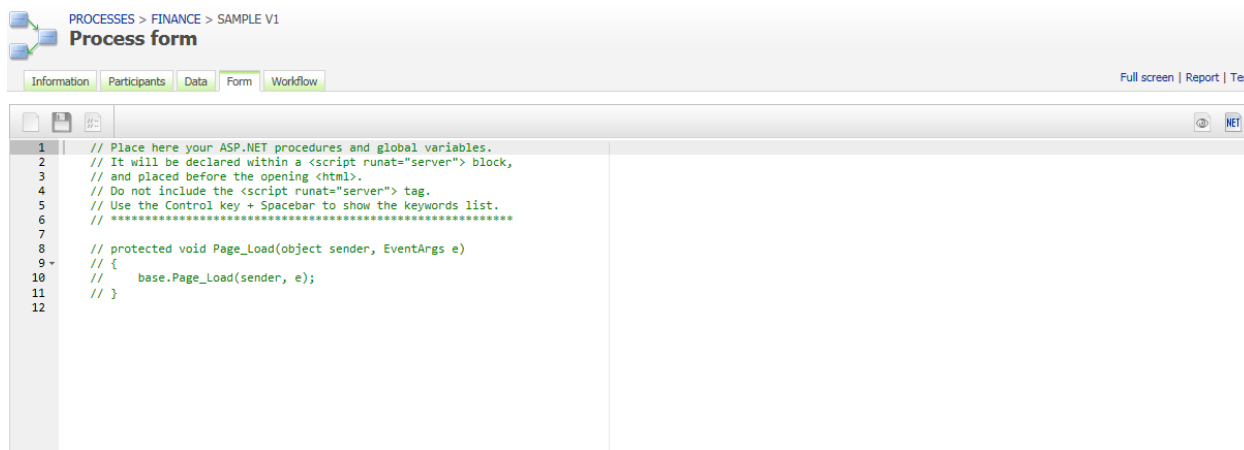 PROCESSES > FINANCE > SAMPLE V1
Process form
Information Participants Data Form Workflow
Full screen | Report |
NET
1 // Place here your ASP.NET procedures and global variables.
2 // It will be declared within a <script runat="server"> block,
3 // and placed before the opening <html>.
4 // Do not include the <script runat="server"> tag.
5 // Use the Control key + Spacebar to show the keywords list.
6 // ***********************************************************
7
8 // protected void Page_Load(object sender, EventArgs e)
9 // {
10 //     base.Page_Load(sender, e);
11 // }
12